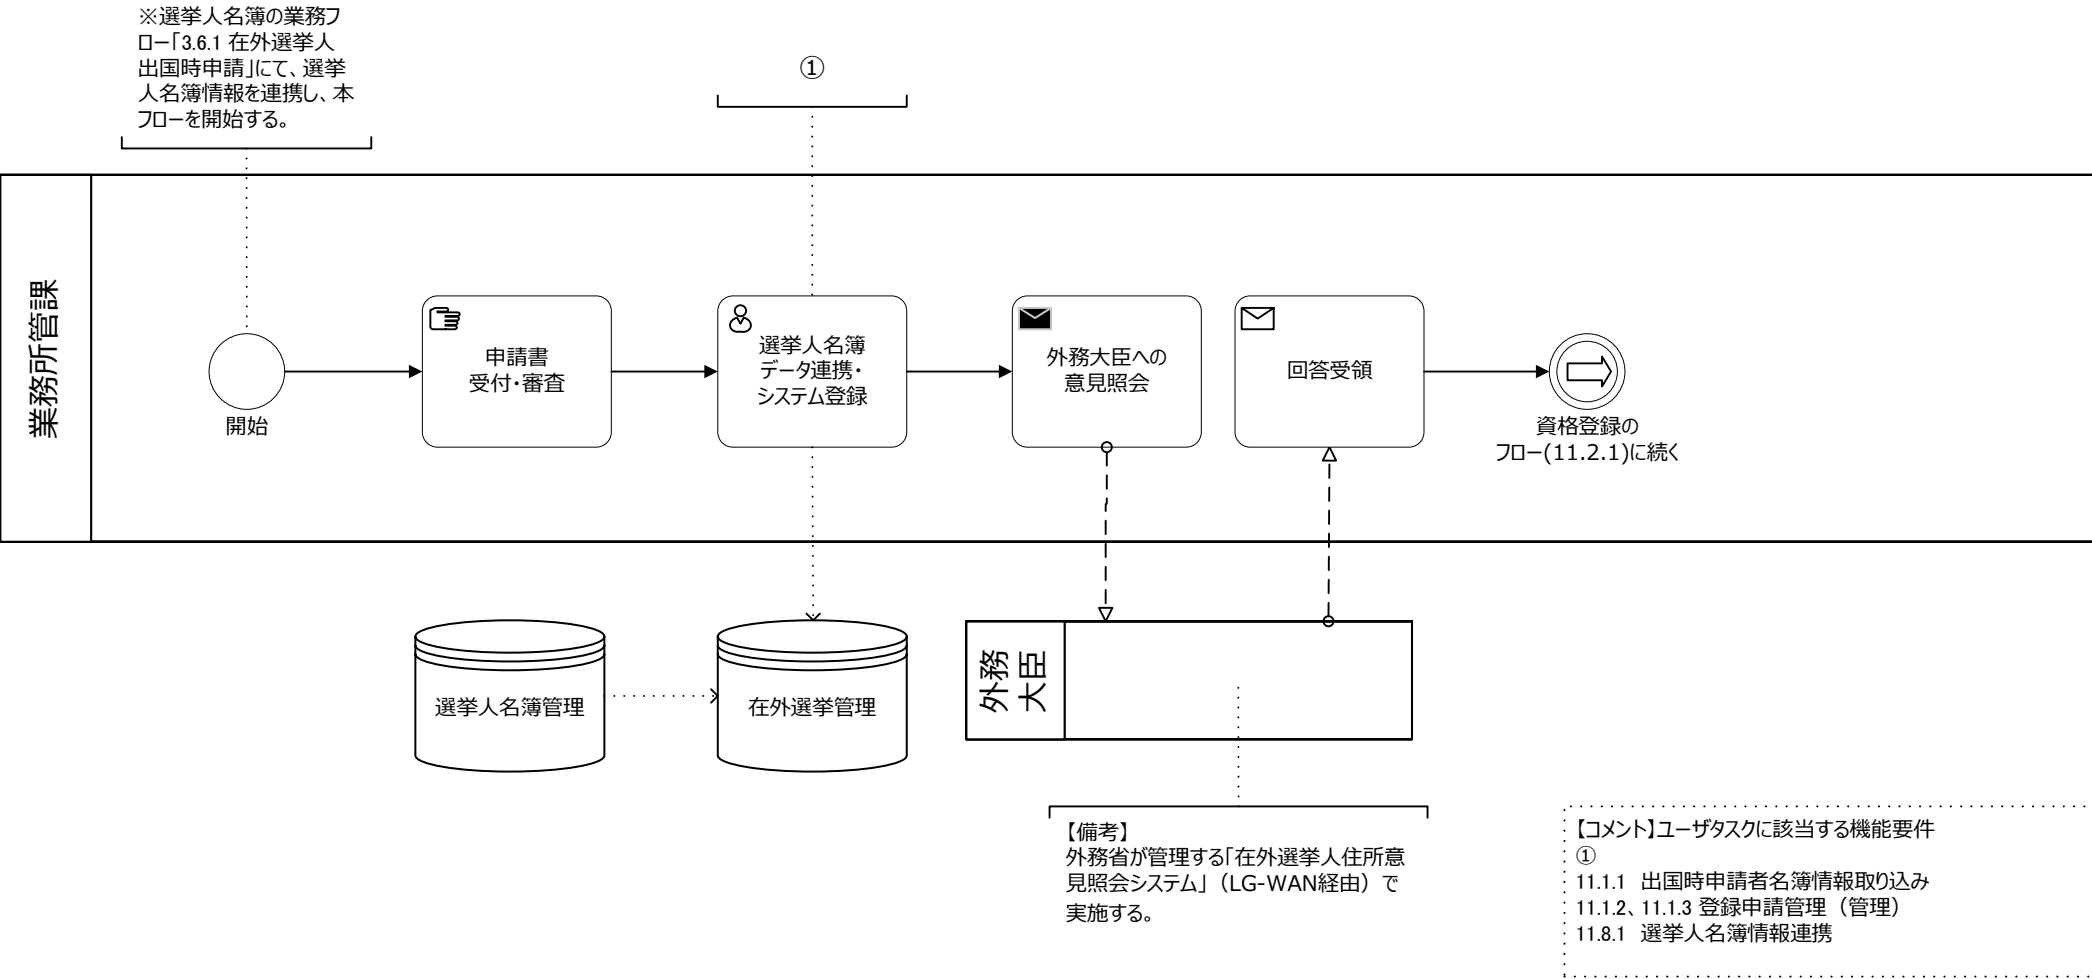 ※選挙人名簿の業務フ
ロー「3.6.1 在外選挙人
出国時申請」にて、選挙
人名簿情報を連携し、本
フローを開始する。
①
業務所管課
開始
申請書
受付・審査
選挙人名簿
データ連携・
システム登録
外務大臣への
意見照会
回答受領
資格登録の
フロー(11.2.1)に続く
選挙人名簿管理
在外選挙管理
外務
大臣
【備考】
外務省が管理する「在外選挙人住所意
見照会システム」（LG-WAN経由）で
実施する。
【コメント】ユーザタスクに該当する機能要件
①
11.1.1 出国時申請者名簿情報取り込み
11.1.2、11.1.3 登録申請管理（管理）
11.8.1 選挙人名簿情報連携